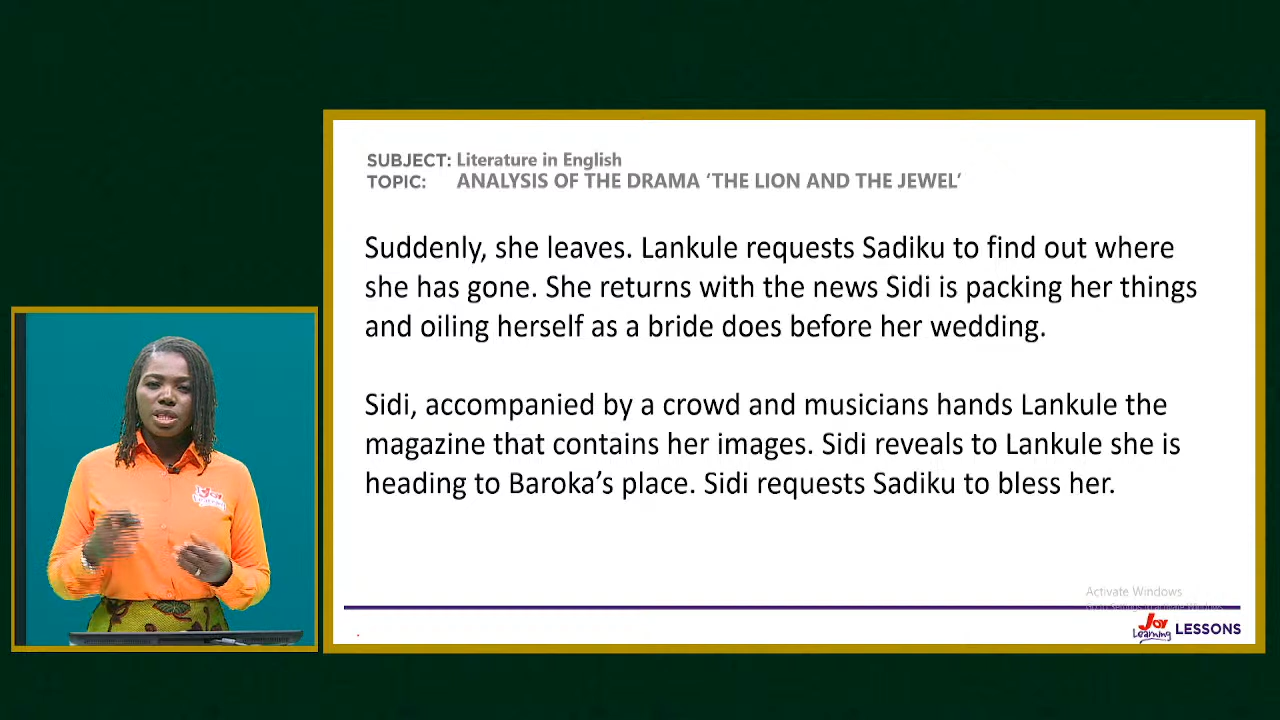 SUBJECT: Literature in English
TOPIC: ANALYSIS OF THE DRAMA ‘THE LION AND THE JEWEL’
Suddenly, she leaves. Lankule requests Sadiku to find out where
she has gone. She returns with the news Sidi is packing her things
and oiling herself as a bride does before her wedding.
Sidi, accompanied by a crowd and musicians hands Lankule the
magazine that contains her images. Sidi reveals to Lankule she is
heading to Baroka’s place. Sidi requests Sadiku to bless her.
Activate Windows
Joy
Learning LESSONS